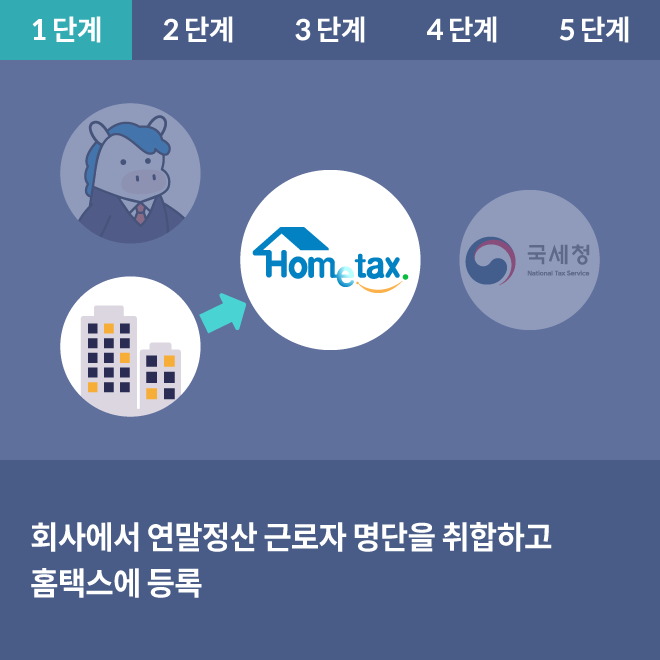 1 단계
2 단계
3 단계
4 단계
5 단계
Hometax.
국세청
National Tax Service
회사에서 연말정산 근로자 명단을 취합하고
홈택스에 등록